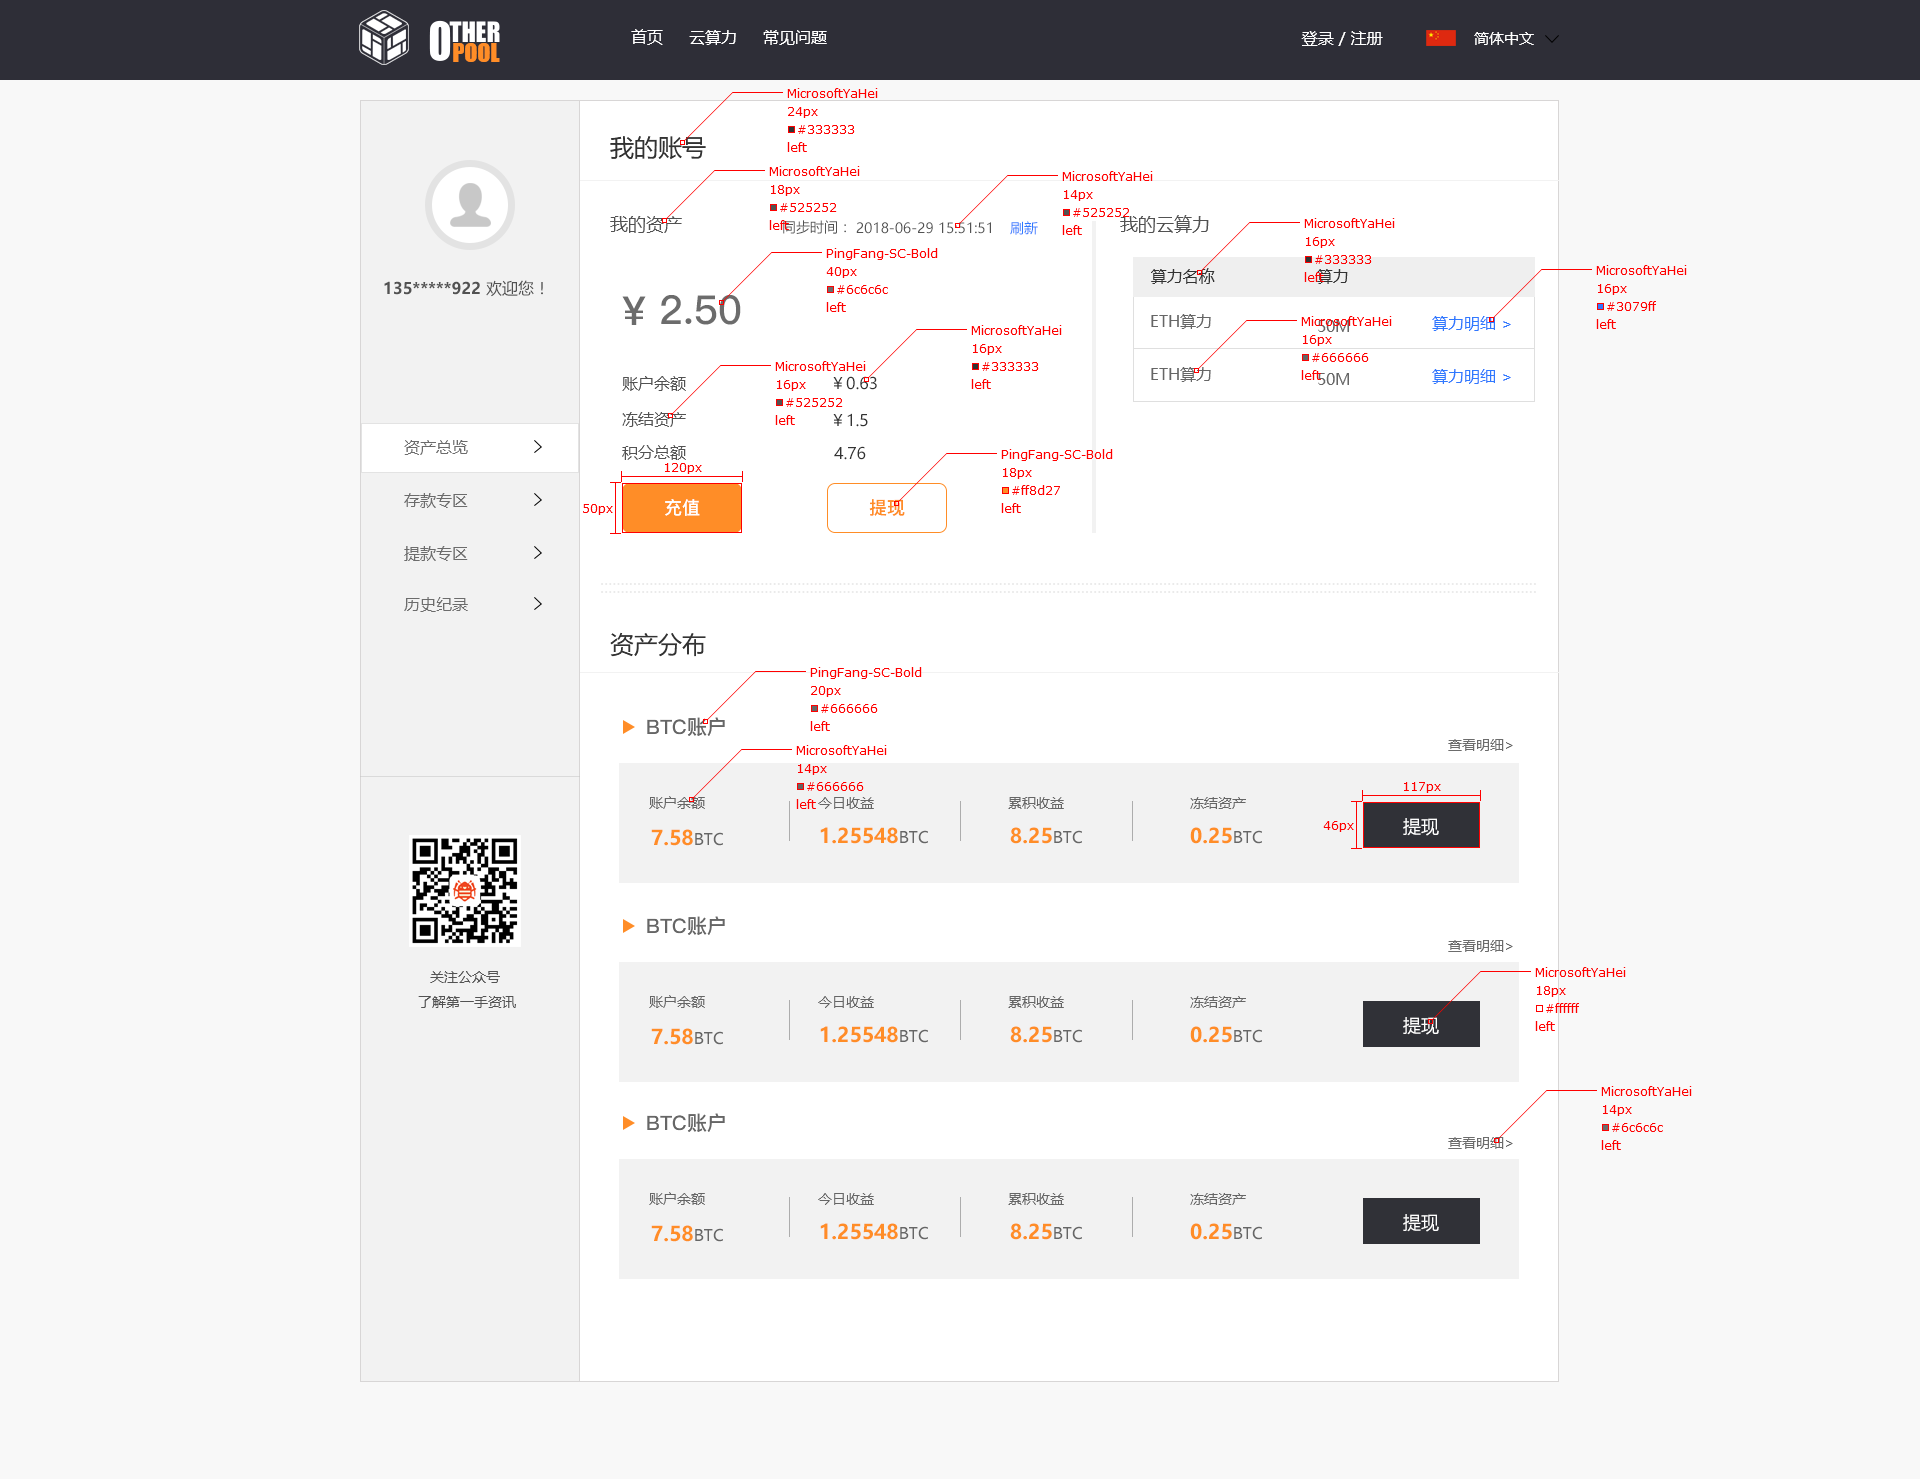 OTHER
POOL
首页 云算力 常见问题
登录 / 注册
简体中文
135*****922 欢迎您！
资产总览
存款专区
提款专区
历史纪录
关注公众号
了解第一手资讯
我的账号
MicrosoftYaHei
24px
#333333
left
我的资产
MicrosoftYaHei
18px
#525252
left
同步时间： 2018-06-29 15:51:51 刷新
MicrosoftYaHei
14px
#525252
left
¥ 2.50
PingFang-SC-Bold
40px
#6c6c6c
left
账户余额 ¥ 0.63
MicrosoftYaHei
16px
#525252
left
MicrosoftYaHei
16px
#333333
left
冻结资产 ¥ 1.5
积分总额 4.76
120px
50px
充值
提现
PingFang-SC-Bold
18px
#ff8d27
left
我的云算力
算力名称 算力
MicrosoftYaHei
16px
#333333
left
ETH算力 50M 算力明细 >
MicrosoftYaHei
16px
#3079ff
left
ETH算力 50M 算力明细 >
MicrosoftYaHei
16px
#666666
left
资产分布
BTC账户
PingFang-SC-Bold
20px
#666666
left
查看明细>
MicrosoftYaHei
14px
#666666
left
账户余额 今日收益 累积收益 冻结资产
7.58BTC 1.25548BTC 8.25BTC 0.25BTC
117px
46px
提现
BTC账户
查看明细>
账户余额 今日收益 累积收益 冻结资产
7.58BTC 1.25548BTC 8.25BTC 0.25BTC
提现
MicrosoftYaHei
18px
#ffffff
left
BTC账户
查看明细>
MicrosoftYaHei
14px
#6c6c6c
left
账户余额 今日收益 累积收益 冻结资产
7.58BTC 1.25548BTC 8.25BTC 0.25BTC
提现